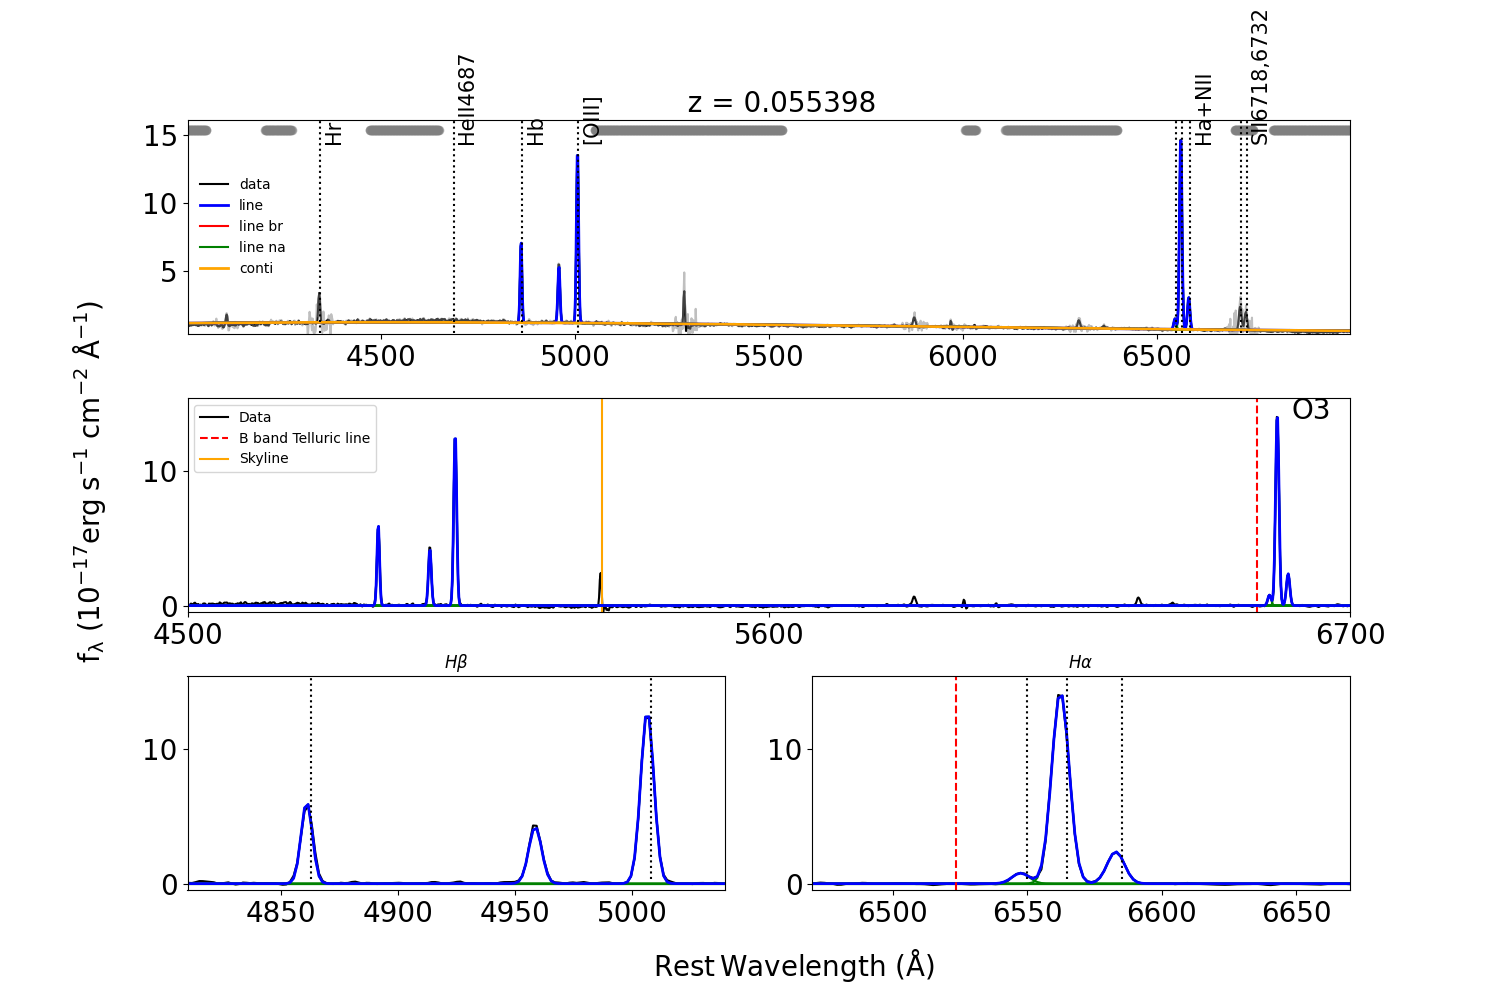 z = 0.055398
Hr
HeII4687
Hb
[OIII]
Ha+NII
SII6718,6732
15
10
5
data
line
line br
line na
conti
4500 5000 5500 6000 6500
f_λ (10^−17 erg s^−1 cm^−2 Å^−1)
O3
Data
B band Telluric line
Skyline
10
0
4500 5600 6700
Hβ
10
0
4850 4900 4950 5000
Hα
10
0
6500 6550 6600 6650
Rest Wavelength (Å)